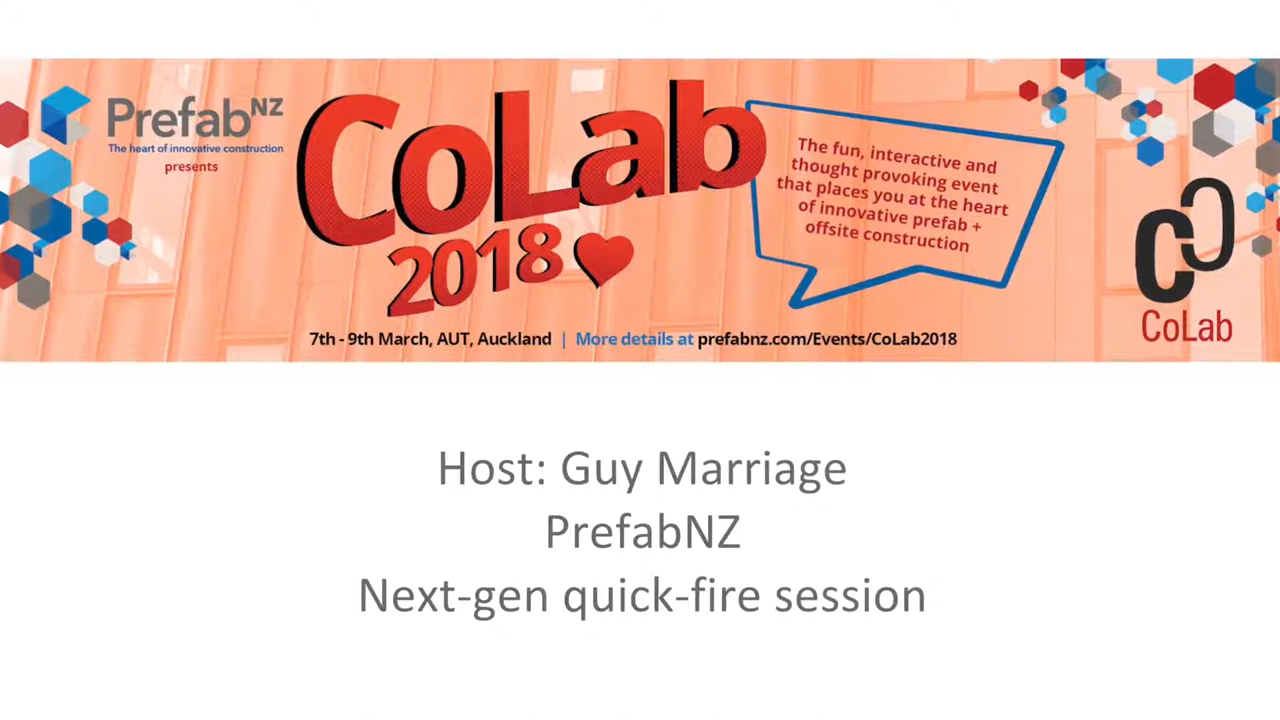 PrefabNZ
The heart of innovative construction
presents
CoLab
2018
The fun, interactive and
thought provoking event
that places you at the heart
of innovative prefab +
offsite construction
CoLab
7th - 9th March, AUT, Auckland | More details at prefabnz.com/Events/CoLab2018
Host: Guy Marriage
PrefabNZ
Next-gen quick-fire session